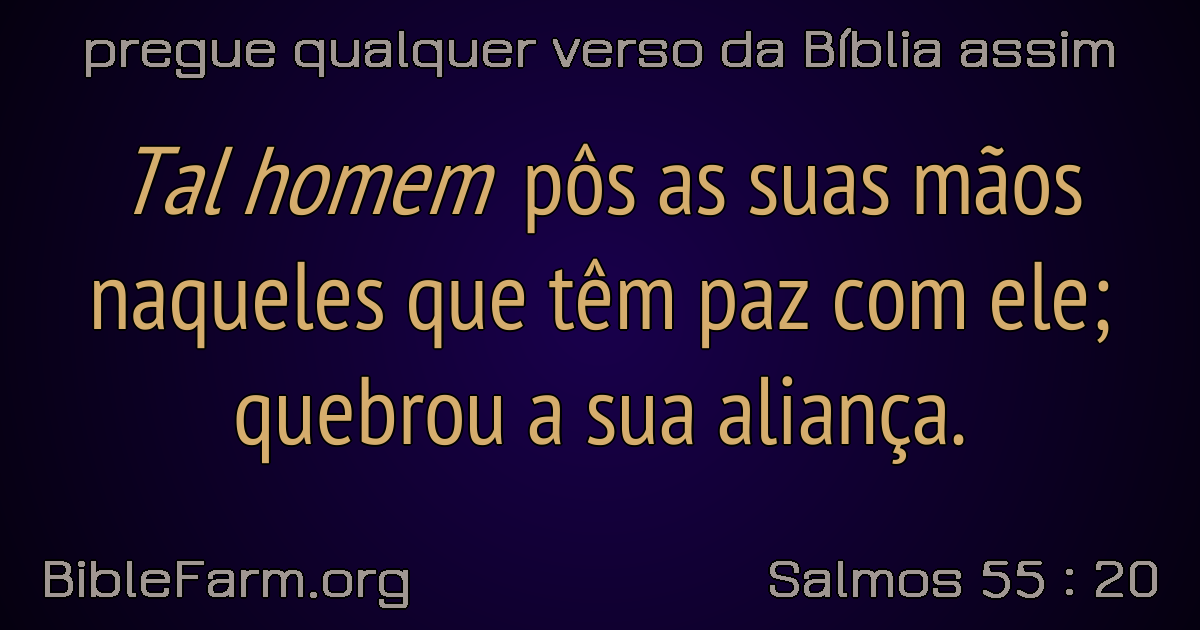 pregue qualquer verso da Bíblia assim
Tal homem pôs as suas mãos
naqueles que têm paz com ele;
quebrou a sua aliança.
BibleFarm.org
Salmos 55 : 20